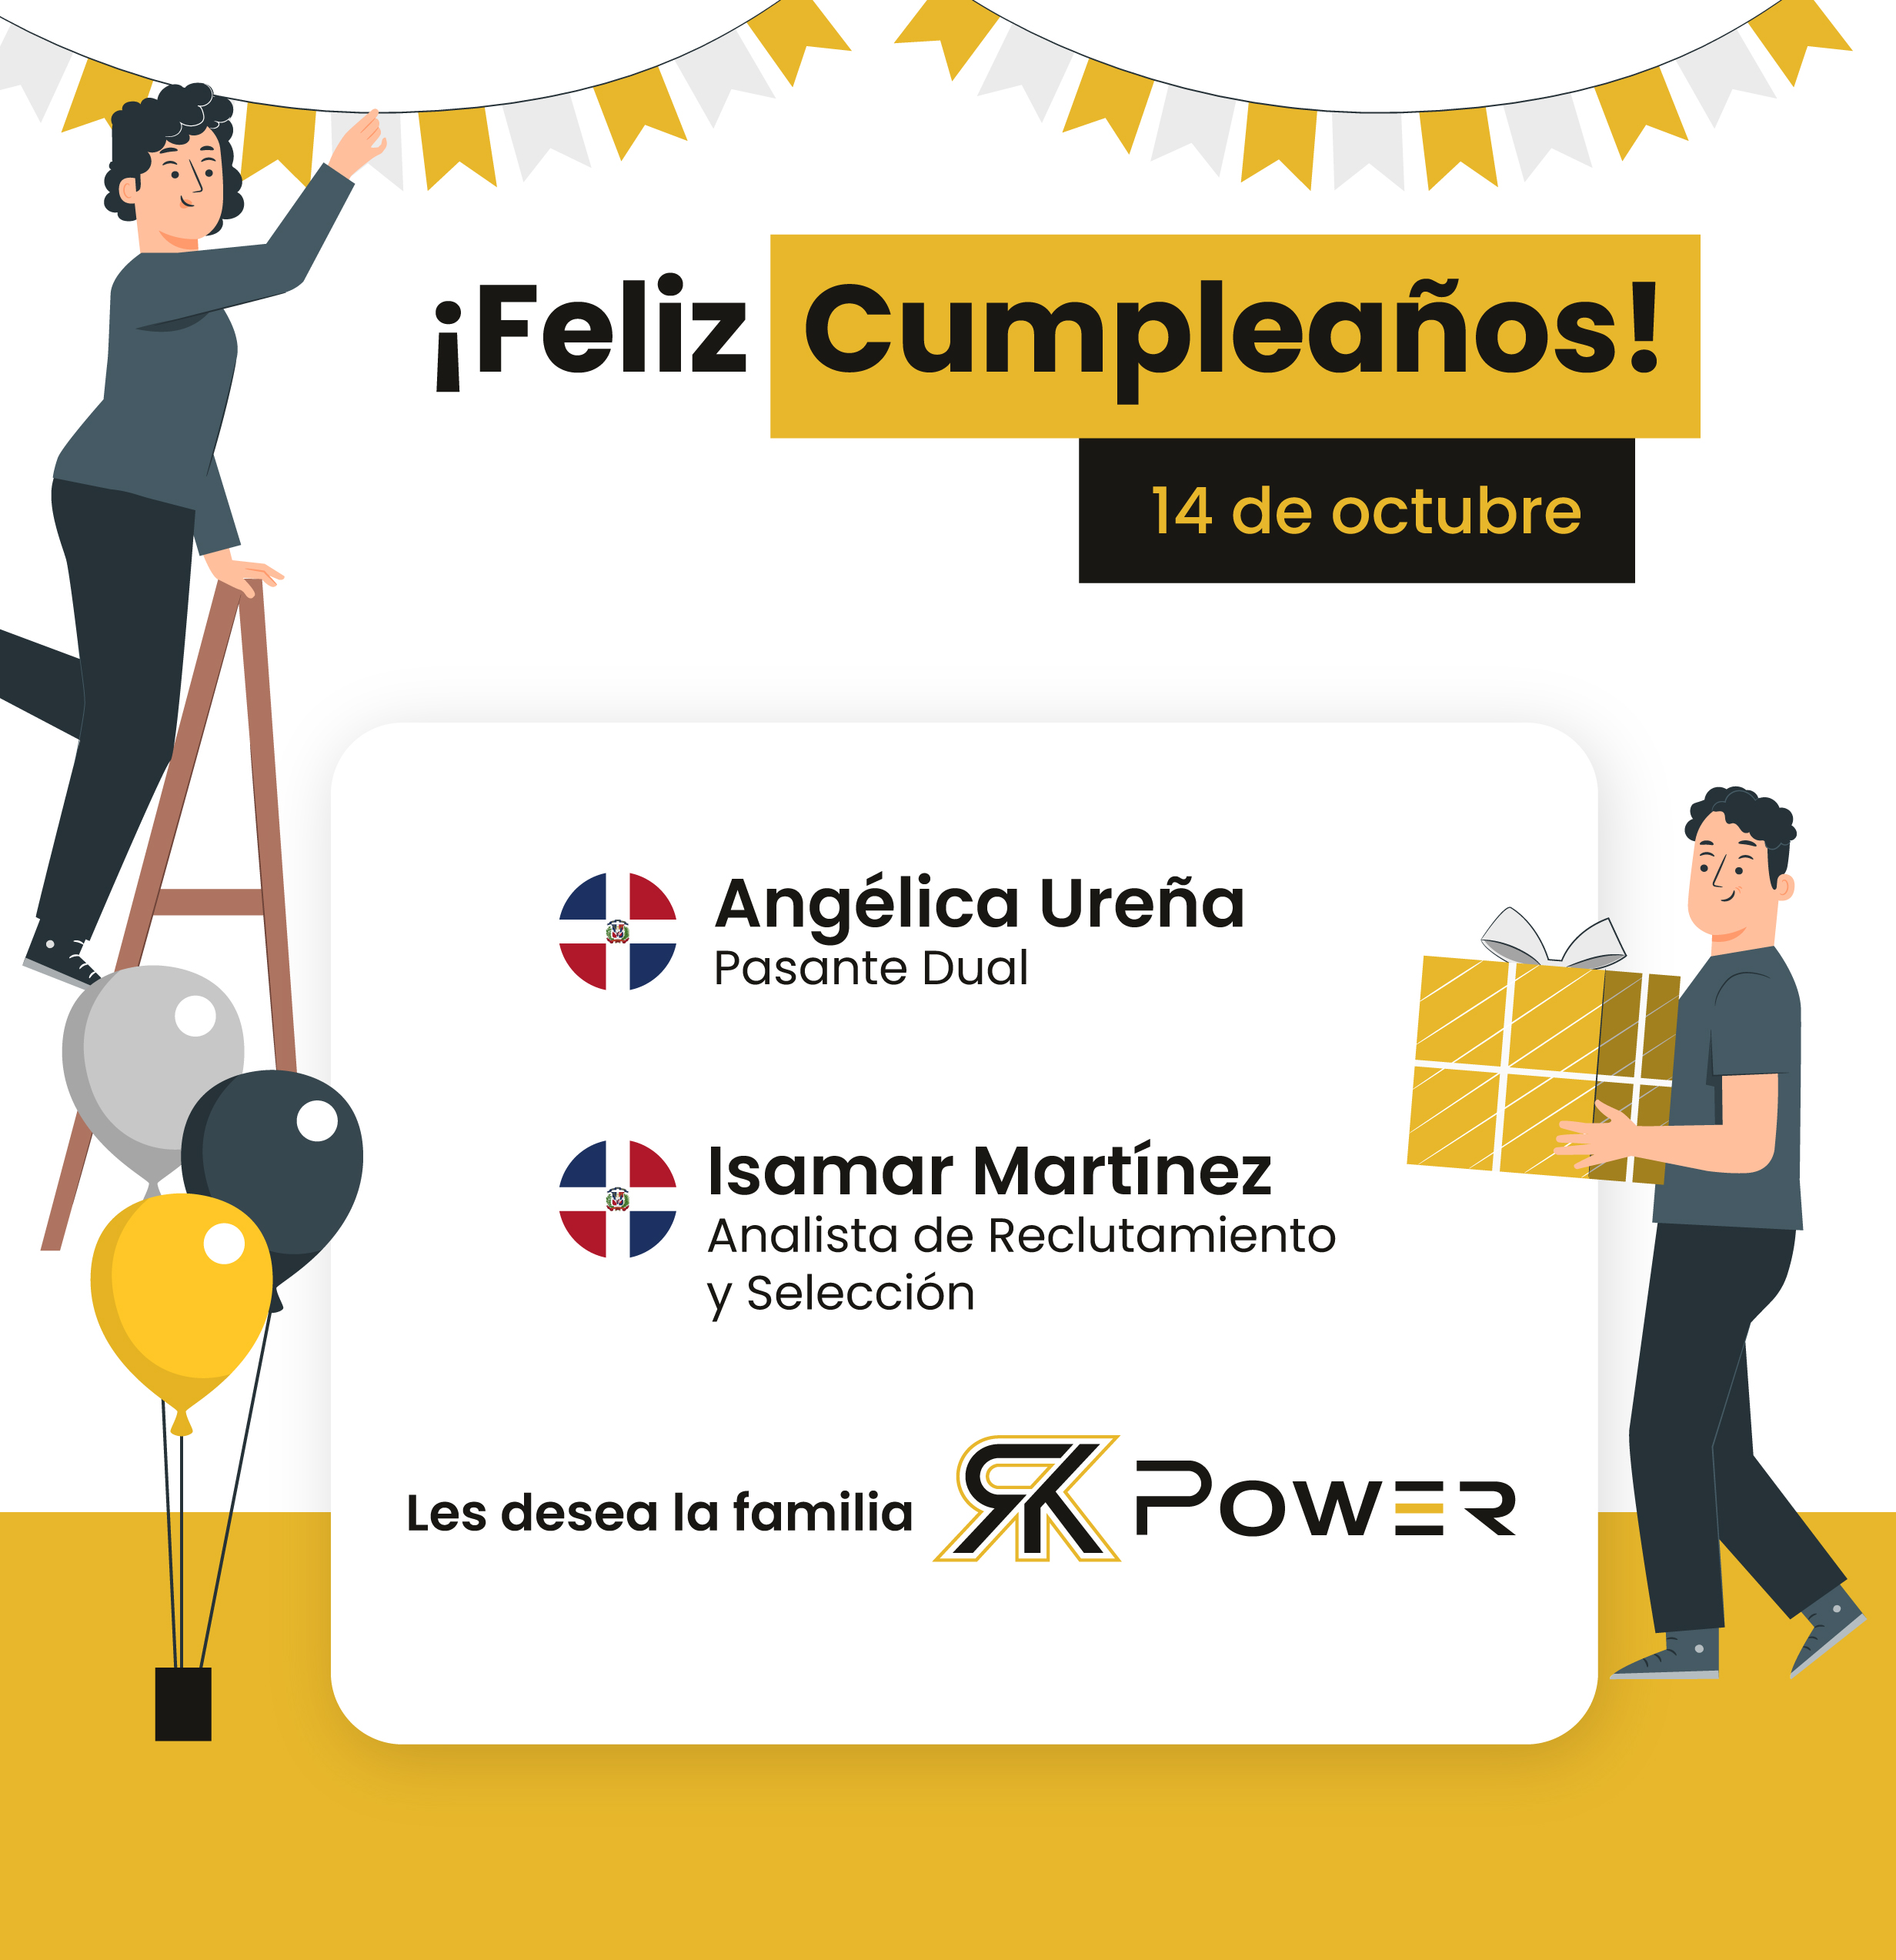 ¡Feliz Cumpleaños!
14 de octubre
Angélica Ureña
Pasante Dual
Isamar Martínez
Analista de Reclutamiento
y Selección
Les desea la familia RK POWER